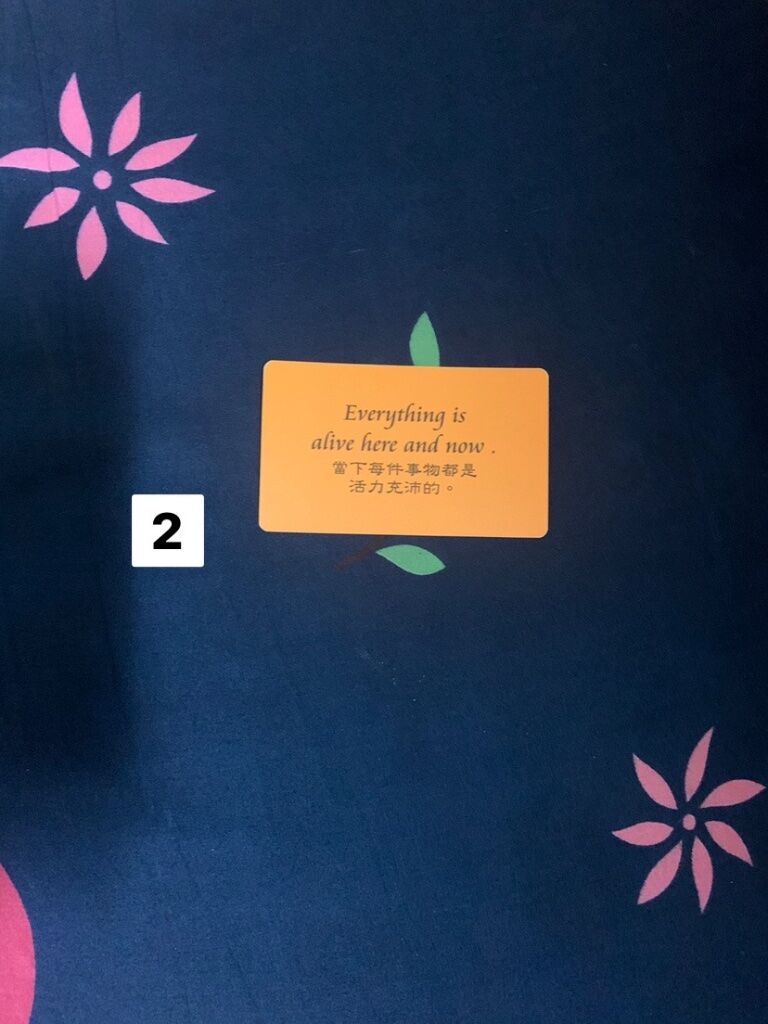 Everything is
alive here and now .
當下每件事物都是
活力充沛的。
2